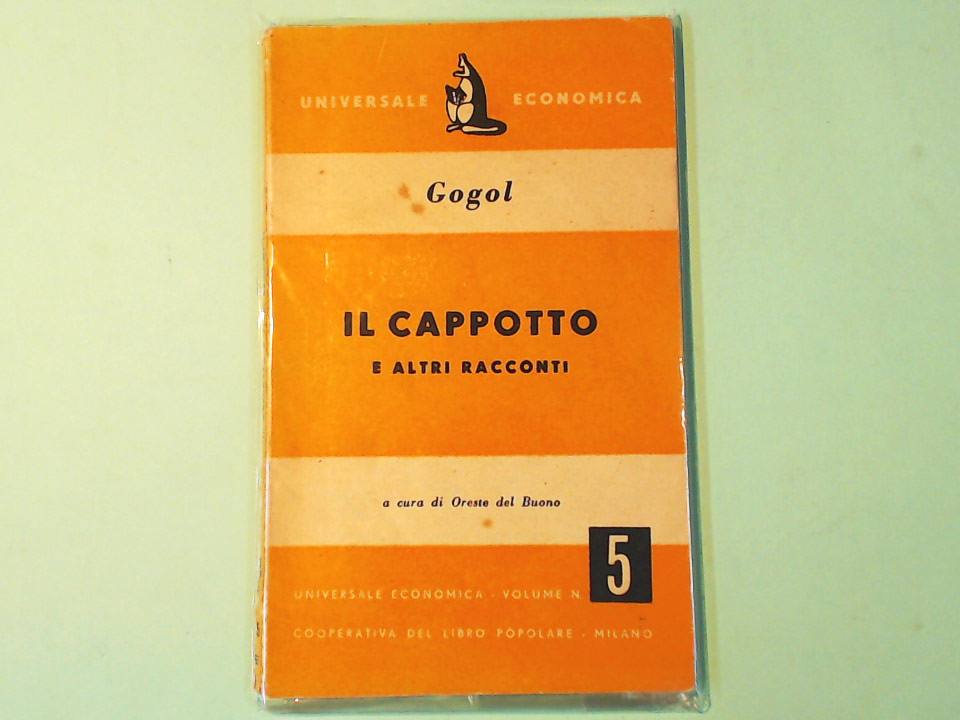 UNIVERSALE ECONOMICA
Gogol
IL CAPPOTTO
E ALTRI RACCONTI
a cura di Oreste del Buono
UNIVERSALE ECONOMICA - VOLUME N. 5
COOPERATIVA DEL LIBRO POPOLARE - MILANO